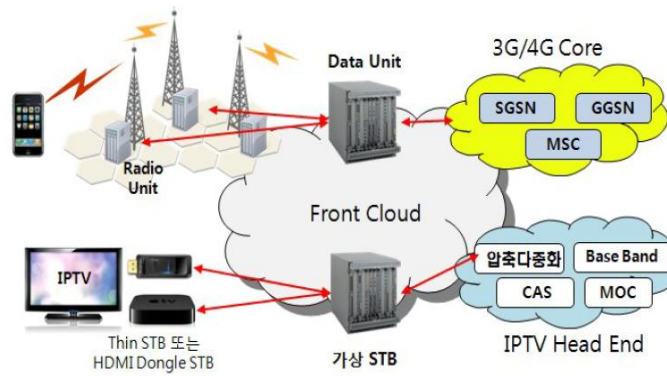 3G/4G Core
Data Unit
SGSN
GGSN
MSC
Radio
Unit
Front Cloud
IPTV
압축다중화
Base Band
CAS
MOC
Thin STB 또는
HDMI Dongle STB
가상 STB
IPTV Head End